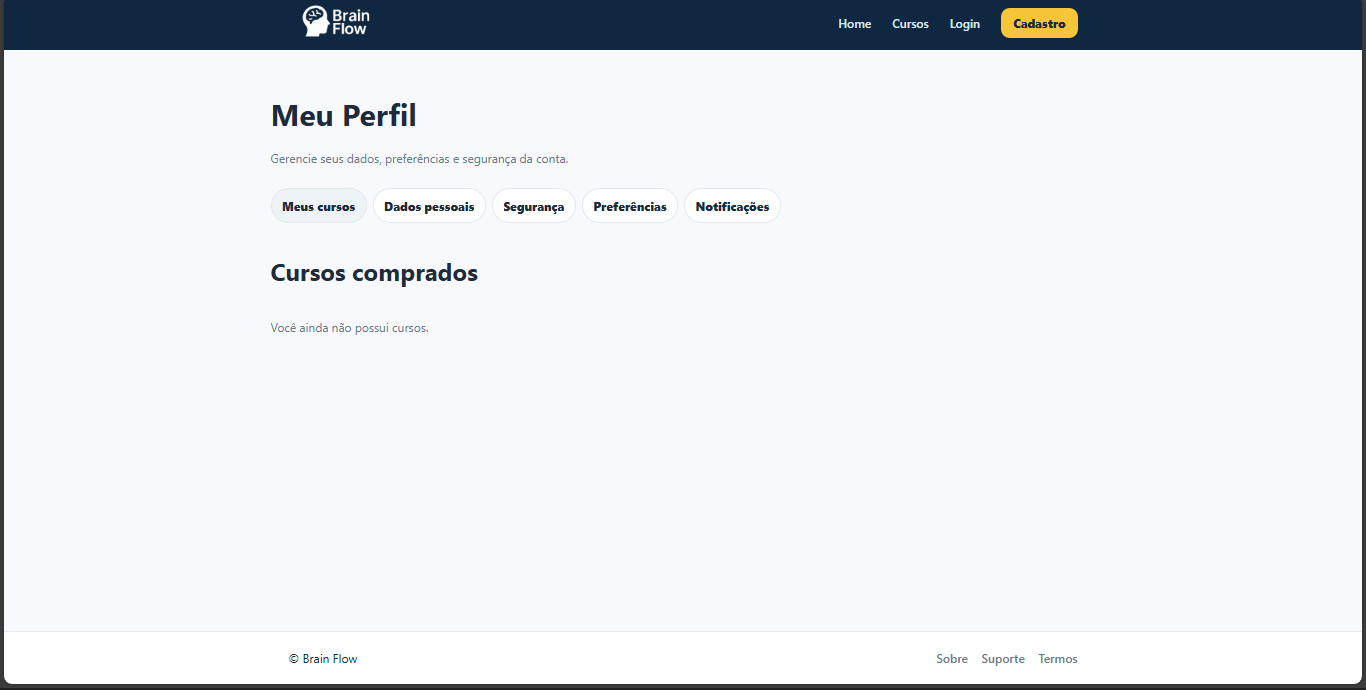 Brain
Flow
Home Cursos Login Cadastro
Meu Perfil
Gerencie seus dados, preferências e segurança da conta.
Meus cursos Dados pessoais Segurança Preferências Notificações
Cursos comprados
Você ainda não possui cursos.
© Brain Flow
Sobre Suporte Termos